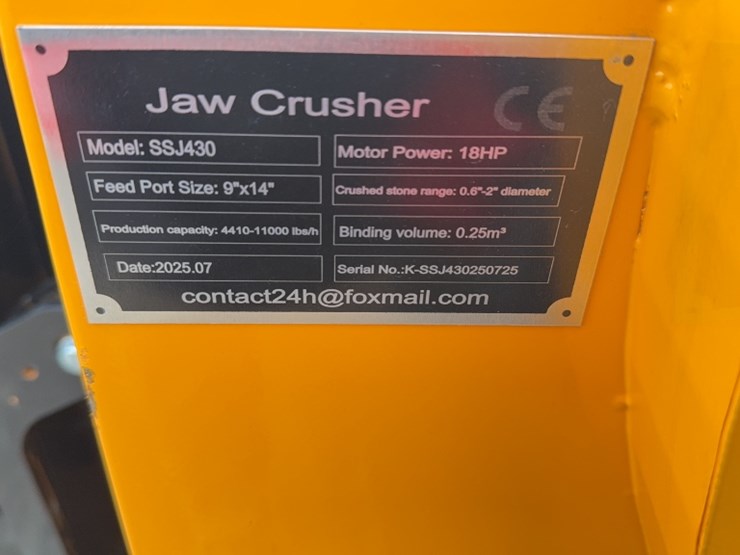 Jaw Crusher CE
Model: SSJ430 Motor Power: 18HP
Feed Port Size: 9"x14" Crushed stone range: 0.6"-2" diameter
Production capacity: 4410-11000 lbs/h Binding volume: 0.25m³
Date:2025.07 Serial No.:K-SSJ430250725
contact24h@foxmail.com